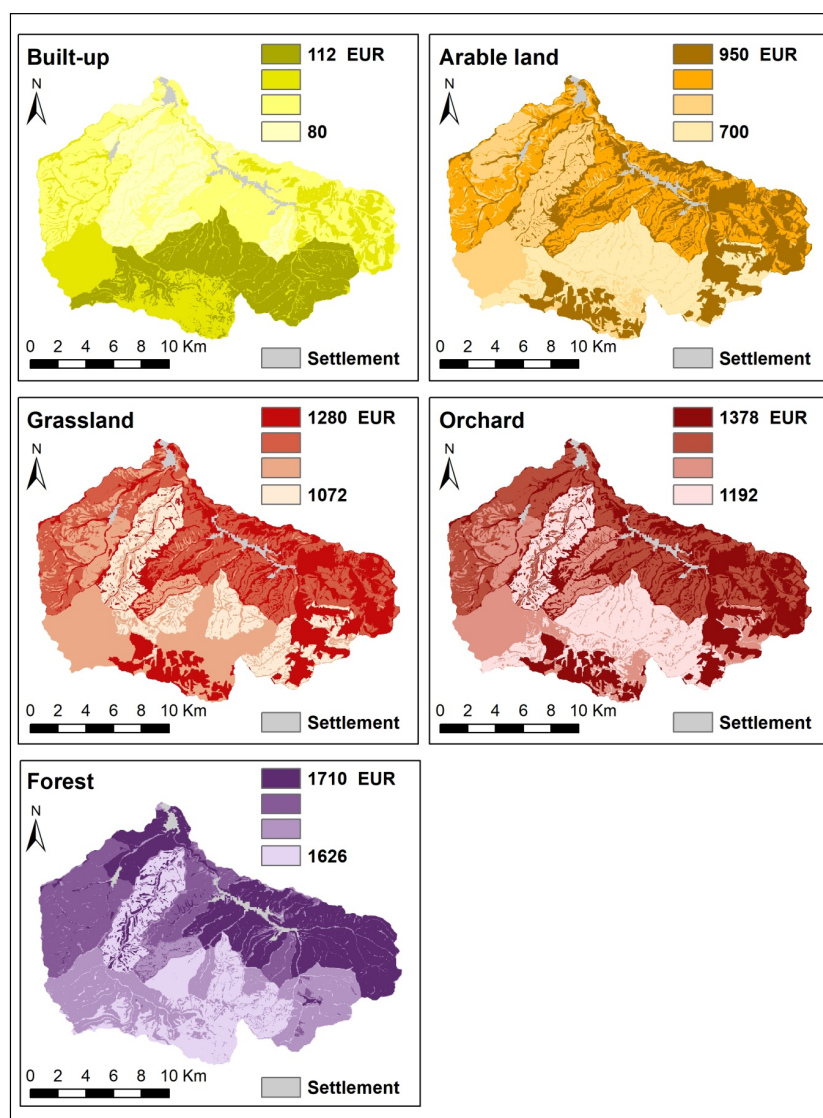 Built-up
112 EUR
80
N
0 2 4 6 8 10 Km
Settlement
Arable land
950 EUR
700
N
0 2 4 6 8 10 Km
Settlement
Grassland
1280 EUR
1072
N
0 2 4 6 8 10 Km
Settlement
Orchard
1378 EUR
1192
N
0 2 4 6 8 10 Km
Settlement
Forest
1710 EUR
1626
N
0 2 4 6 8 10 Km
Settlement